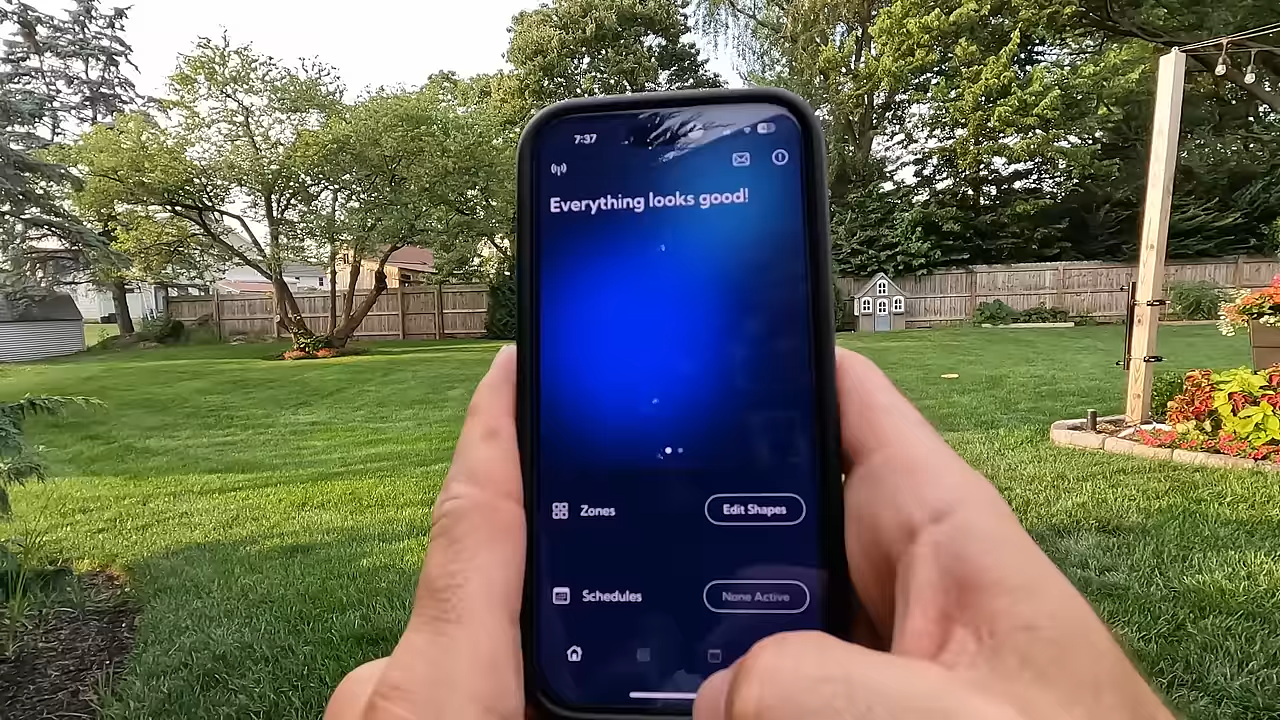 7:37
Everything looks good!
Zones
Edit Shapes
Schedules
None Active